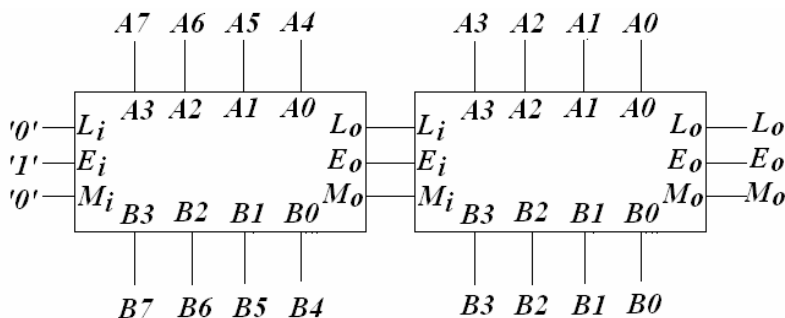 A7 A6 A5 A4 A3 A2 A1 A0
A3 A2 A1 A0 A3 A2 A1 A0
'0' Li Lo Li Lo Lo
'1' Ei Eo Ei Eo Eo
'0' Mi Mo Mi Mo Mo
B3 B2 B1 B0 B3 B2 B1 B0
B7 B6 B5 B4 B3 B2 B1 B0